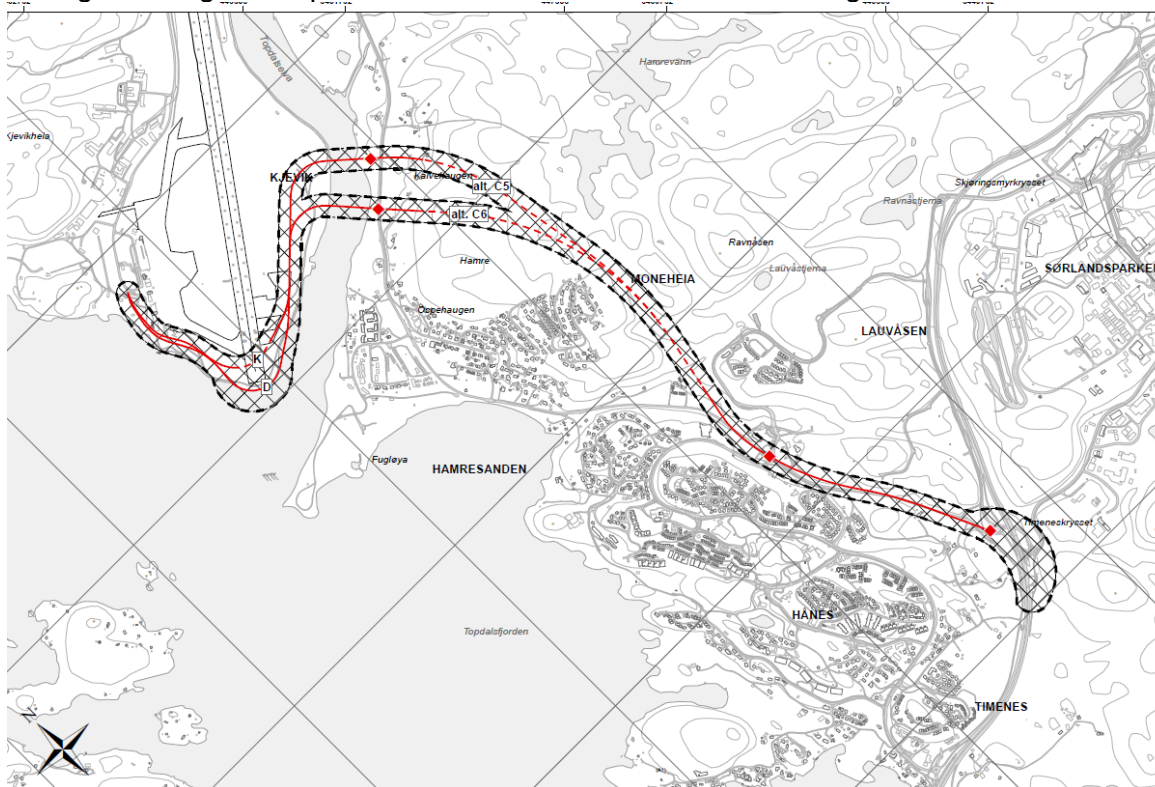 Topdalselva
Hamrevann
Kjevikheia
KJEVIK
Kalvehaugen
alt. C5
alt. C6
Skjøringsmyrkrysset
Ravnåstjerna
Ravnåsen
Hamre
Lauvåstjerna
SØRLANDSPARKEN
MONEHEIA
Ospehaugen
LAUVÅSEN
K
D
Fugløya
HAMRESANDEN
Timeneskrysset
HÅNES
Topdalsfjorden
TIMENES
N